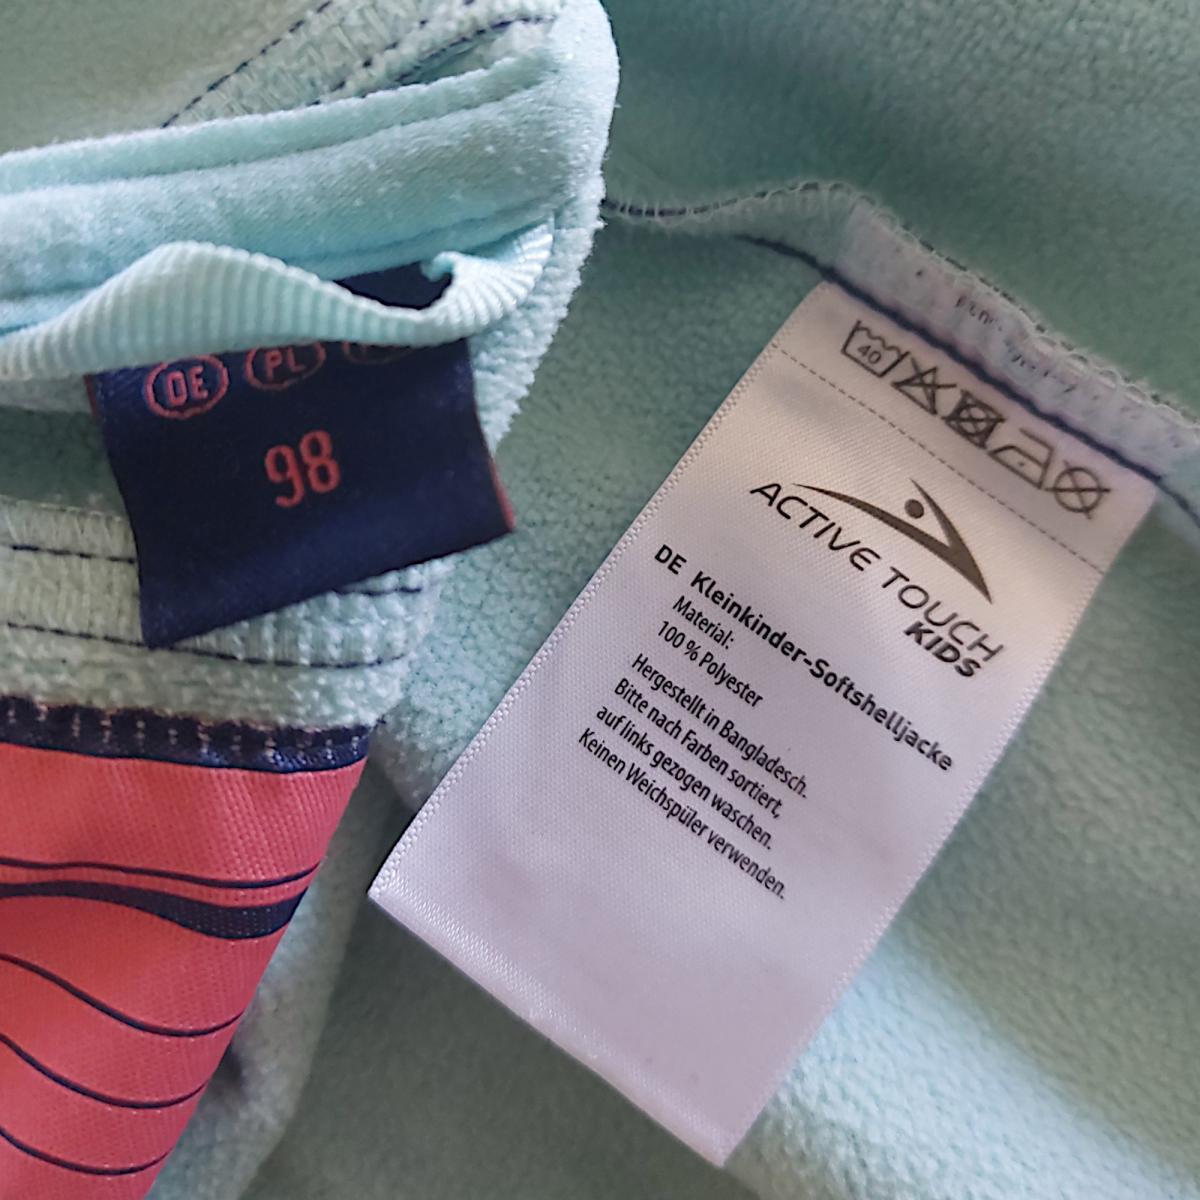 DE PL
98
40
ACTIVE TOUCH
KIDS
DE Kleinkinder-Softshelljacke
Material:
100 % Polyester
Hergestellt in Bangladesch.
Bitte nach Farben sortiert,
auf links gezogen waschen.
Keinen Weichspüler verwenden.